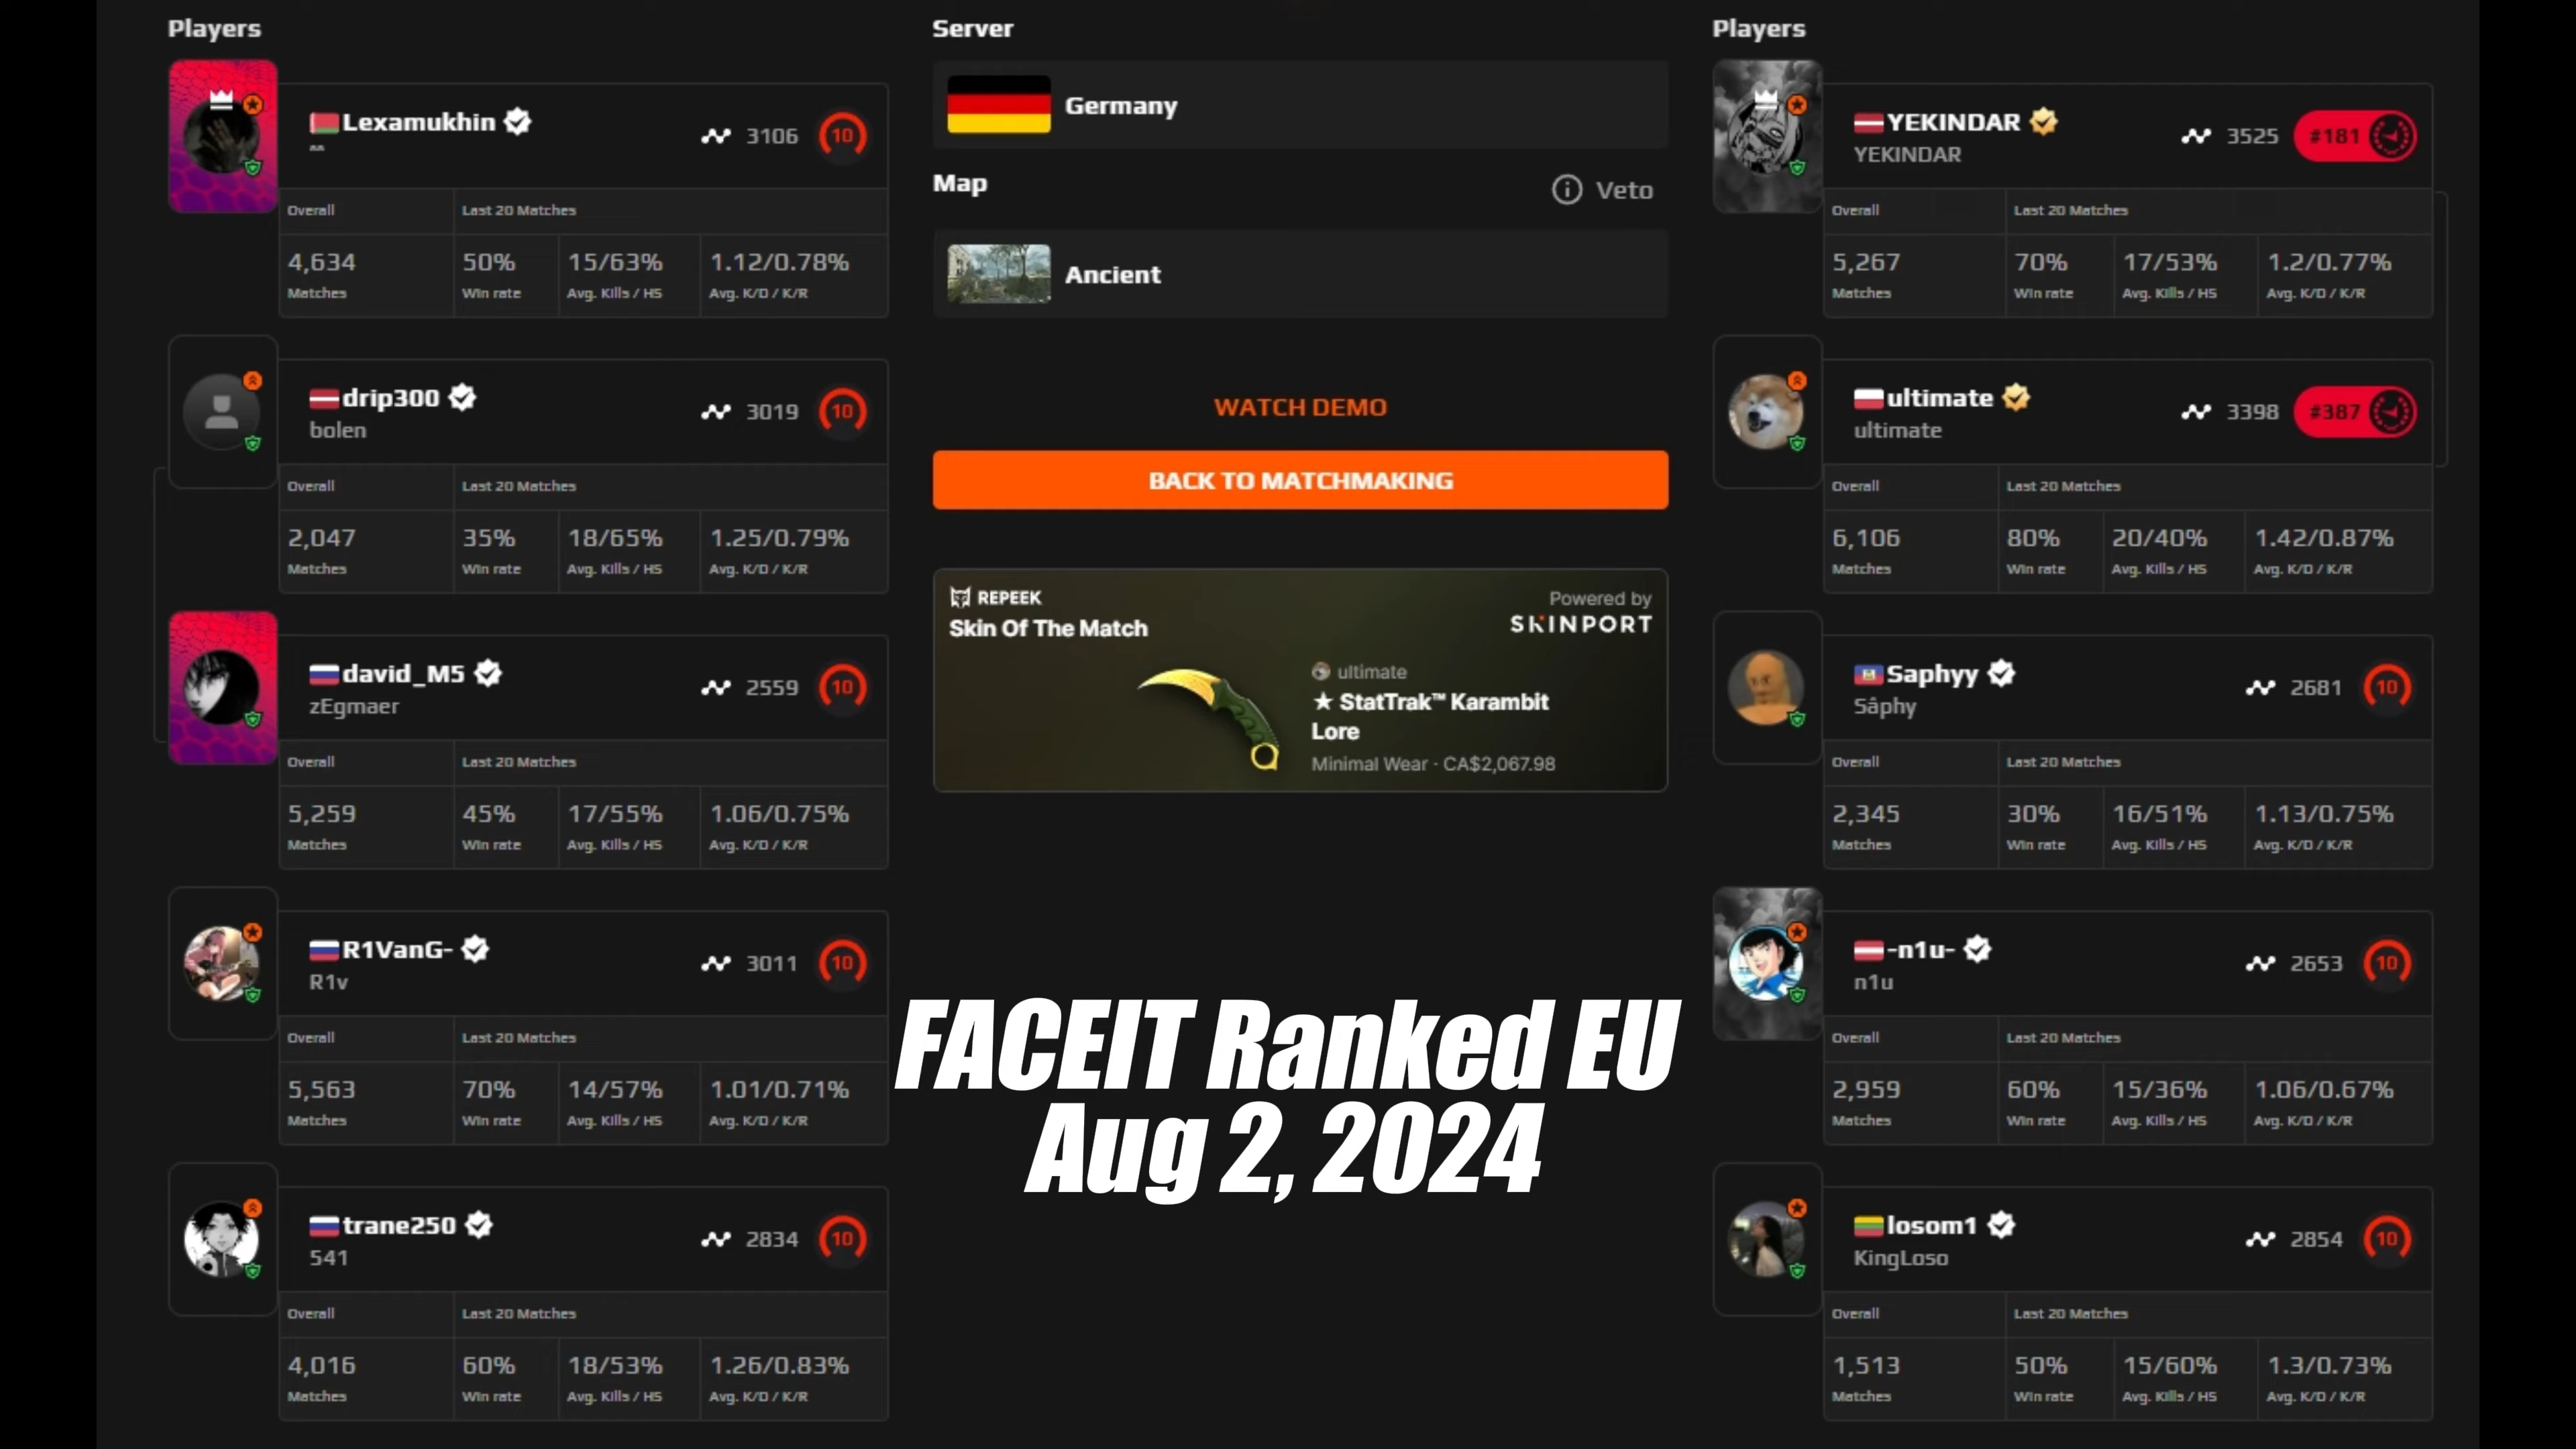 Players
Lexamukhin
^^
3106
10
Overall Last 20 Matches
4,634 50% 15/63% 1.12/0.78%
Matches Win rate Avg. Kills / HS Avg. K/D / K/R
drip300
bolen
3019
10
Overall Last 20 Matches
2,047 35% 18/65% 1.25/0.79%
Matches Win rate Avg. Kills / HS Avg. K/D / K/R
david_M5
zEgmaer
2559
10
Overall Last 20 Matches
5,259 45% 17/55% 1.06/0.75%
Matches Win rate Avg. Kills / HS Avg. K/D / K/R
R1VanG-
R1v
3011
10
Overall Last 20 Matches
5,563 70% 14/57% 1.01/0.71%
Matches Win rate Avg. Kills / HS Avg. K/D / K/R
trane250
541
2834
10
Overall Last 20 Matches
4,016 60% 18/53% 1.26/0.83%
Matches Win rate Avg. Kills / HS Avg. K/D / K/R
Server
Germany
Map
Veto
Ancient
WATCH DEMO
BACK TO MATCHMAKING
REPEEK
Skin Of The Match
Powered by
SKINPORT
ultimate
★ StatTrak™ Karambit
Lore
Minimal Wear · CA$2,067.98
FACEIT Ranked EU
Aug 2, 2024
Players
YEKINDAR
YEKINDAR
3525
#181
Overall Last 20 Matches
5,267 70% 17/53% 1.2/0.77%
Matches Win rate Avg. Kills / HS Avg. K/D / K/R
ultimate
ultimate
3398
#387
Overall Last 20 Matches
6,106 80% 20/40% 1.42/0.87%
Matches Win rate Avg. Kills / HS Avg. K/D / K/R
Saphyy
Sâphy
2681
10
Overall Last 20 Matches
2,345 30% 16/51% 1.13/0.75%
Matches Win rate Avg. Kills / HS Avg. K/D / K/R
-n1u-
n1u
2653
10
Overall Last 20 Matches
2,959 60% 15/36% 1.06/0.67%
Matches Win rate Avg. Kills / HS Avg. K/D / K/R
losom1
KingLoso
2854
10
Overall Last 20 Matches
1,513 50% 15/60% 1.3/0.73%
Matches Win rate Avg. Kills / HS Avg. K/D / K/R